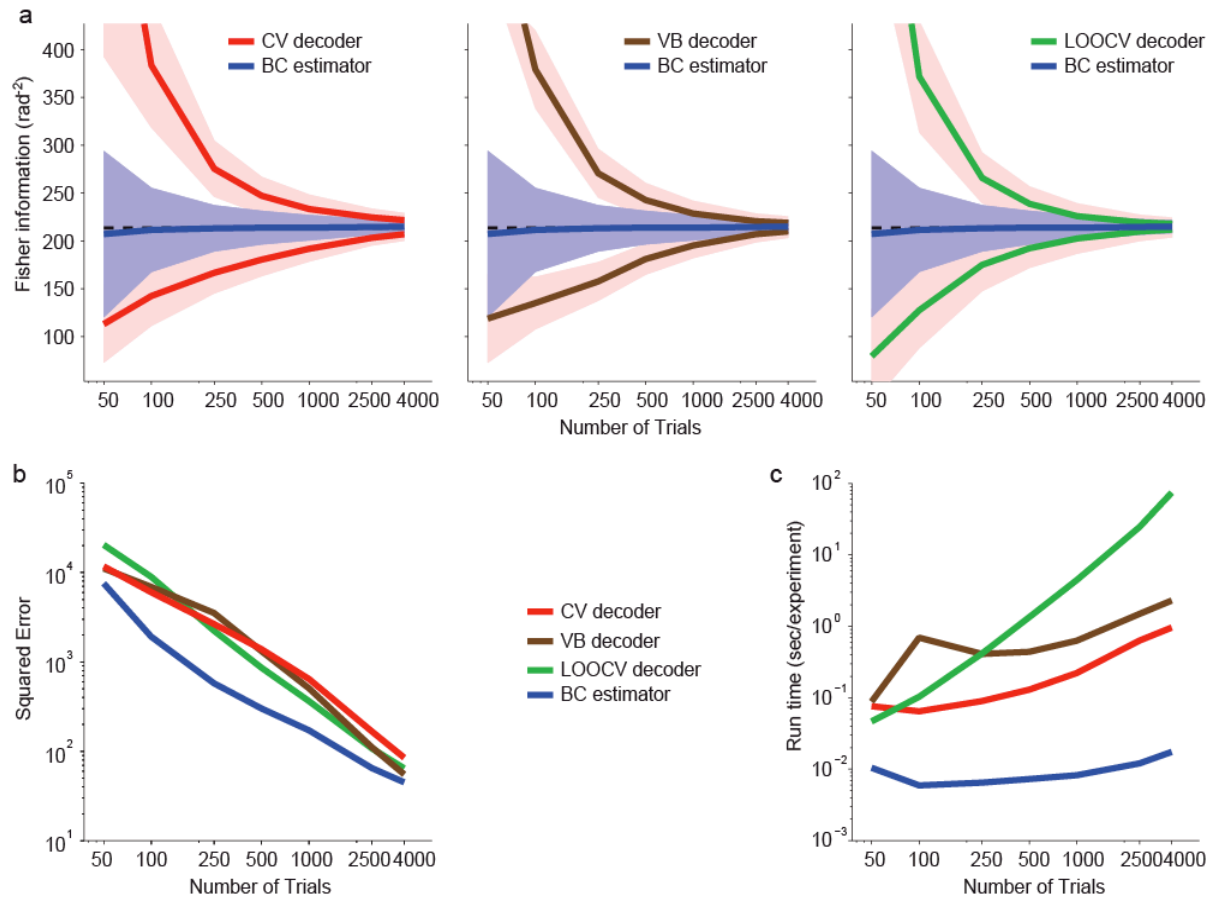 a
Fisher information (rad⁻²)
400
350
300
250
200
150
100
CV decoder
BC estimator
VB decoder
BC estimator
LOOCV decoder
BC estimator
50 100 250 500 1000 2500 4000
50 100 250 500 1000 2500 4000
50 100 250 500 1000 2500 4000
Number of Trials
b
Squared Error
10⁵
10⁴
10³
10²
10¹
50 100 250 500 1000 2500 4000
Number of Trials
CV decoder
VB decoder
LOOCV decoder
BC estimator
c
Run time (sec/experiment)
10²
10¹
10⁰
10⁻¹
10⁻²
10⁻³
50 100 250 500 1000 2500 4000
Number of Trials